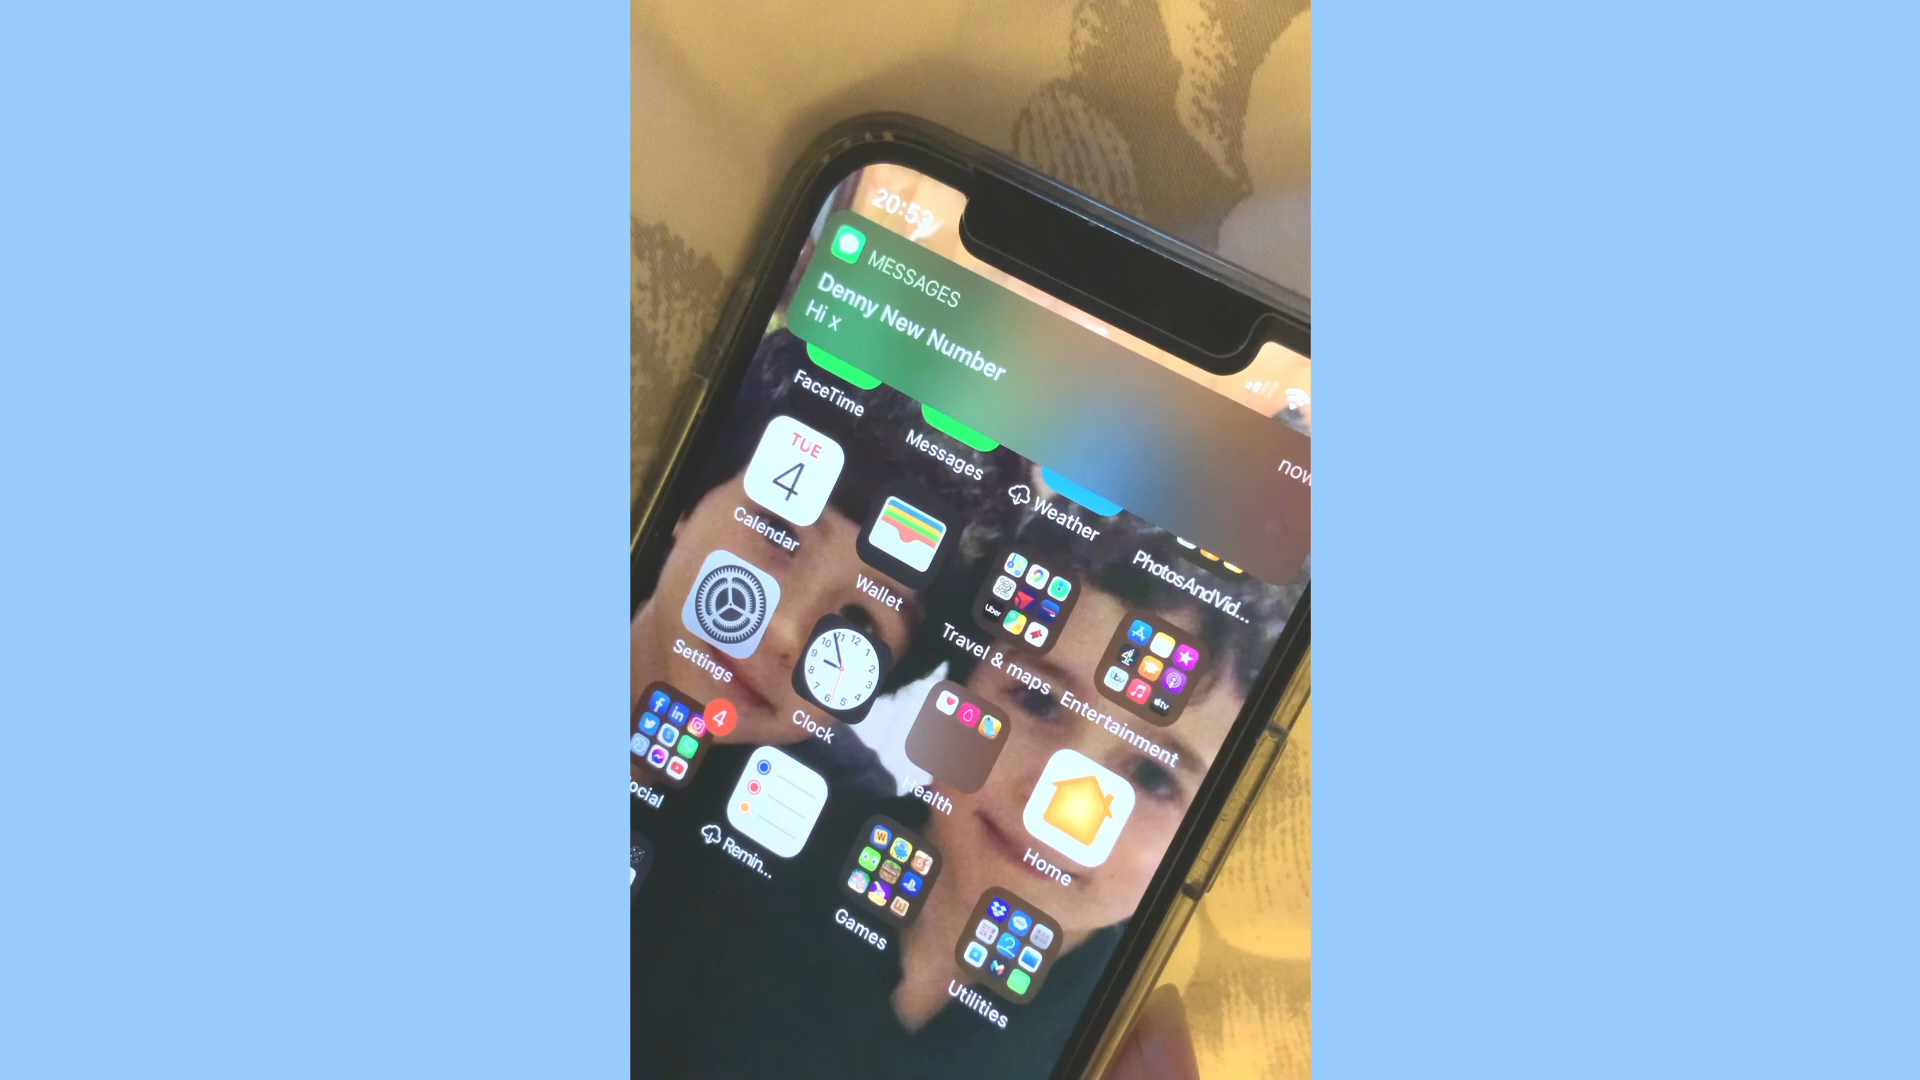 20:53
MESSAGES
now
Denny New Number
Hi x
FaceTime
Messages
Weather
PhotosAndVid...
TUE
4
Calendar
Wallet
Travel & maps
Entertainment
Settings
Clock
Health
Home
4
ocial
Remin...
Games
Utilities